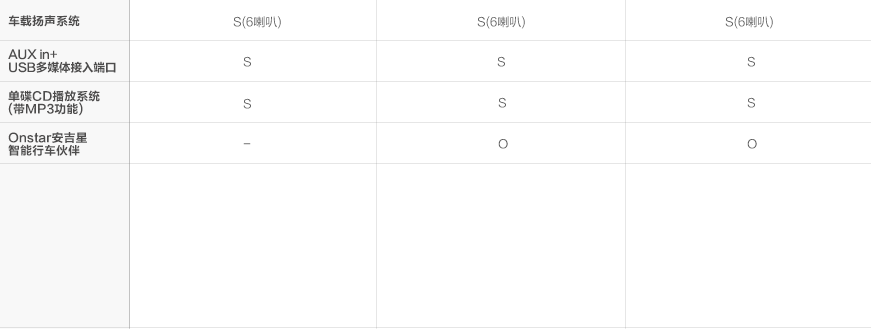 车载扬声系统 S(6喇叭) S(6喇叭) S(6喇叭)
AUX in+
USB多媒体接入端口 S S S
单碟CD播放系统
(带MP3功能) S S S
Onstar安吉星
智能行车伙伴 – O O